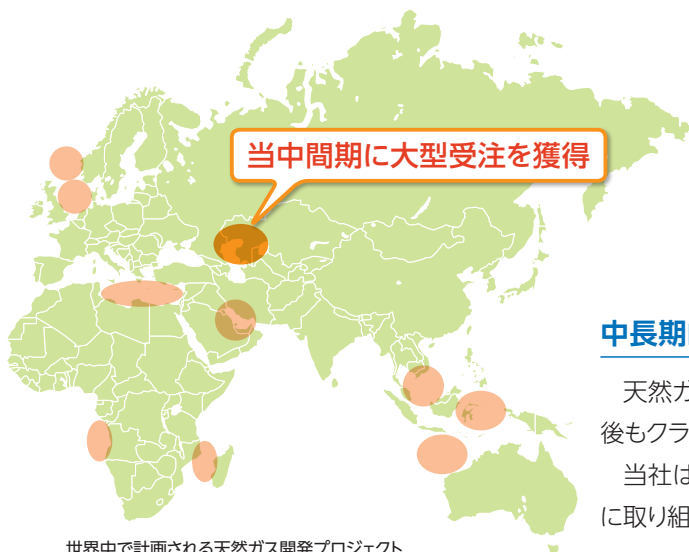 当中間期に大型受注を獲得
中長期
天然ガ
後もクラ
当社は
に取り組
世界中で計画される天然ガス開発プロジェクト